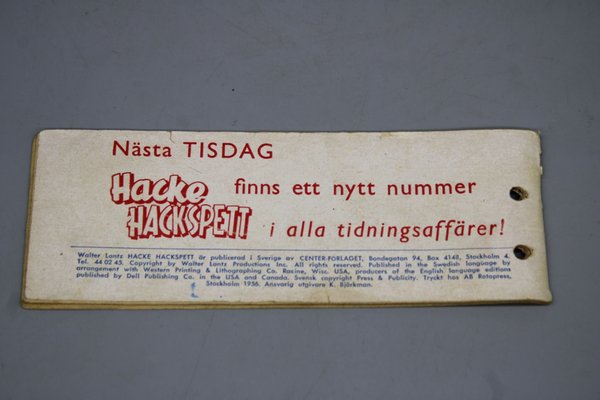 Nästa TISDAG
Hacke HACKSPETT finns ett nytt nummer
i alla tidningsaffärer!
Walter Lantz HACKE HACKSPETT är publicerad i Sverige av CENTER-FÖRLAGET, Bondegatan 94, Box 4148, Stockholm 4.
Tel. 44 02 45. Copyright by Walter Lantz Productions Inc. All rights reserved. Published in the Swedish language by
arrangement with Western Printing & Lithographing Co. Racine, Wisc. USA, producers of the English language editions
published by Dell Publishing Co. in the USA and Canada. Svensk copyright Press & Publicity. Tryckt hos AB Rotopress,
Stockholm 1956. Ansvarig utgivare K. Björkman.